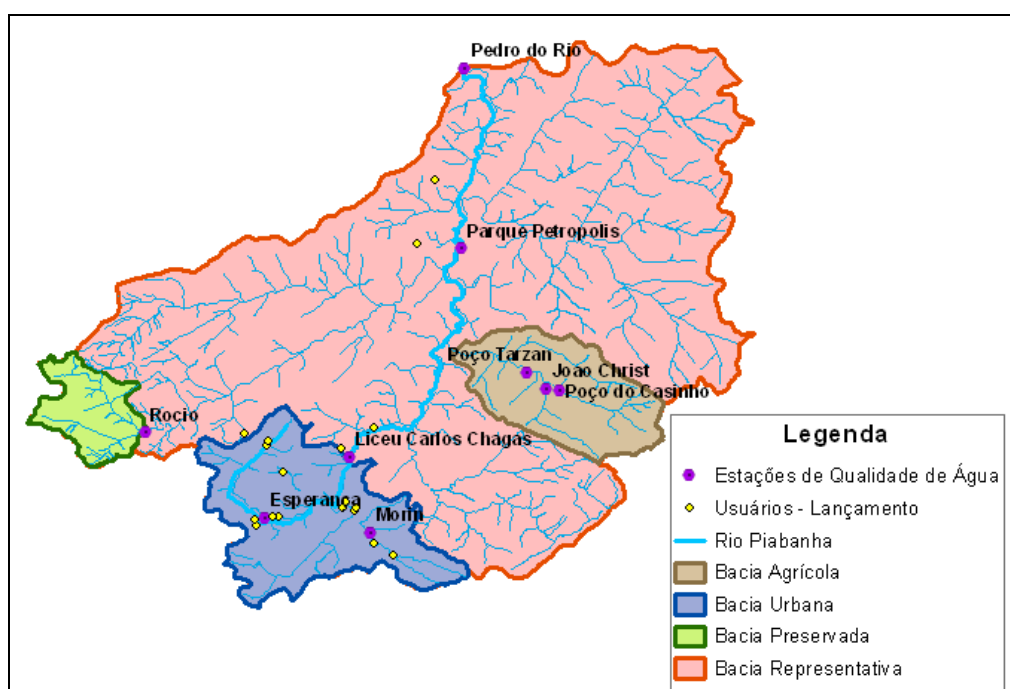 Pedro do Rio
Parque Petropolis
Poço Tarzan
Joao Christ
Poço do Casinho
Rocio
Liceu Carlos Chagas
Esperança
Morin
Legenda
Estações de Qualidade de Água
Usuários - Lançamento
Rio Piabanha
Bacia Agrícola
Bacia Urbana
Bacia Preservada
Bacia Representativa